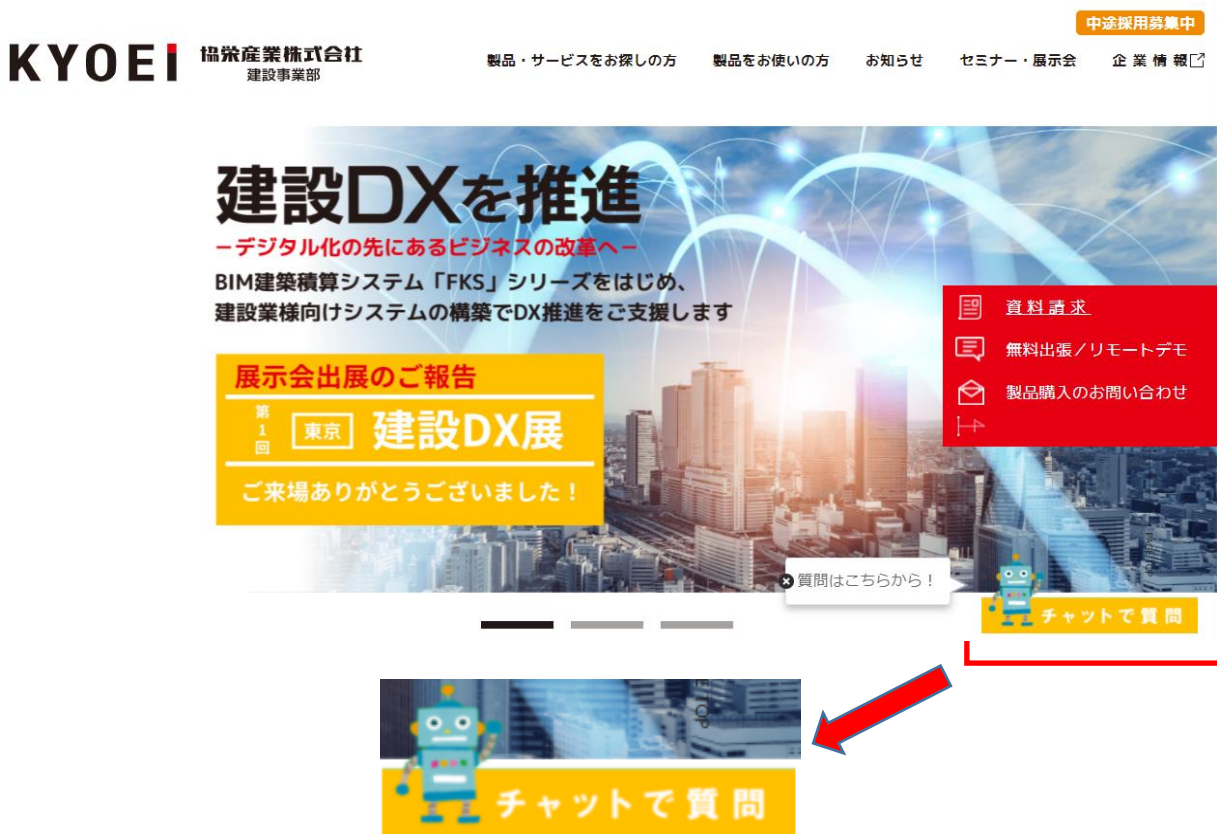 中途採用募集中
KYOEI 協栄産業株式会社
建設事業部
製品・サービスをお探しの方 製品をお使いの方 お知らせ セミナー・展示会 企業情報
建設DXを推進
－デジタル化の先にあるビジネスの改革へ－
BIM建築積算システム「FKS」シリーズをはじめ、
建設業様向けシステムの構築でDX推進をご支援します
資料請求
無料出張/リモートデモ
製品購入のお問い合わせ
展示会出展のご報告
第1回 東京 建設DX展
ご来場ありがとうございました！
質問はこちらから！
チャットで質問
E TOP
チャットで質問